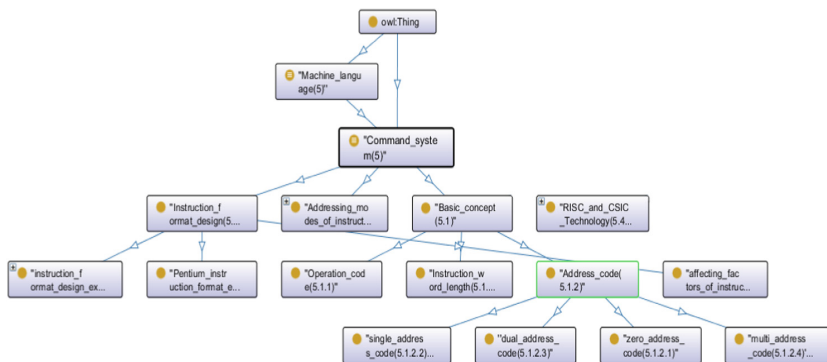 owl:Thing
"Machine_langu
age(5)"
"Command_syste
m(5)"
"Instruction_f
ormat_design(5....
"Addressing_mo
des_of_instruct...
"Basic_concept
(5.1)"
"RISC_and_CSIC
_Technology(5.4...
"instruction_f
ormat_design_ex...
"Pentium_instr
uction_format_e...
"Operation_cod
e(5.1.1)"
"Instruction_w
ord_length(5.1....
"Address_code(
5.1.2)"
"affecting_fac
tors_of_instruc...
"single_addres
s_code(5.1.2.2)...
"dual_address_
code(5.1.2.3)"
"zero_address_
code(5.1.2.1)"
"multi_address
_code(5.1.2.4)'...